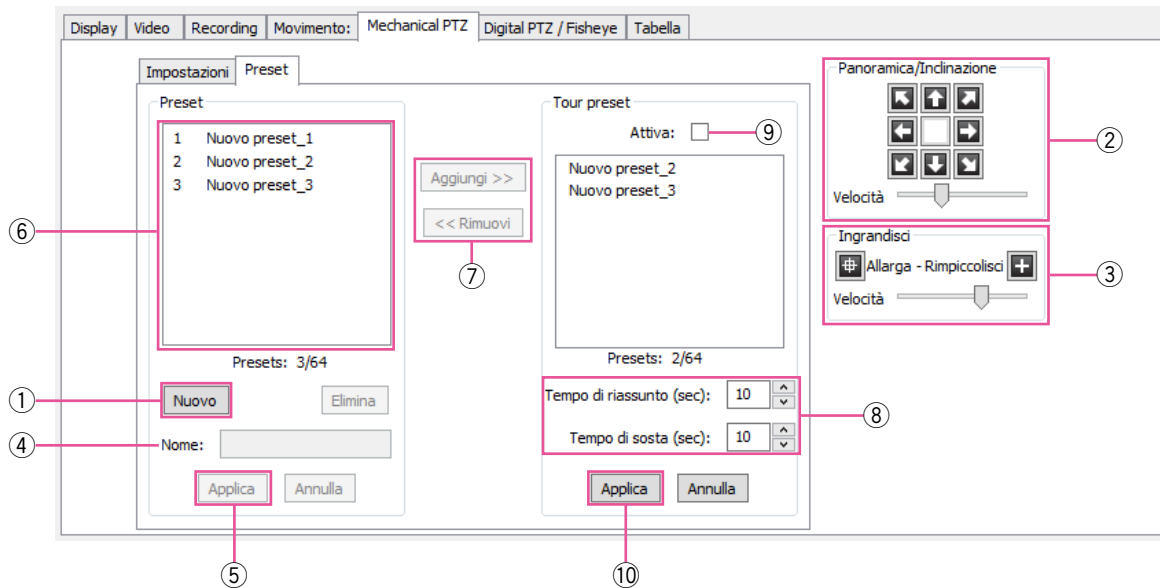 Display Video Recording Movimento: Mechanical PTZ Digital PTZ / Fisheye Tabella
Impostazioni Preset
Preset
1 Nuovo preset_1
2 Nuovo preset_2
3 Nuovo preset_3
Presets: 3/64
Nuovo Elimina
Nome:
Applica Annulla
Aggiungi >>
<< Rimuovi
Tour preset
Attiva:
Nuovo preset_2
Nuovo preset_3
Presets: 2/64
Tempo di riassunto (sec): 10
Tempo di sosta (sec): 10
Applica Annulla
Panoramica/Inclinazione
Velocità
Ingrandisci
Allarga - Rimpiccolisci
Velocità
①
②
③
④
⑤
⑥
⑦
⑧
⑨
⑩